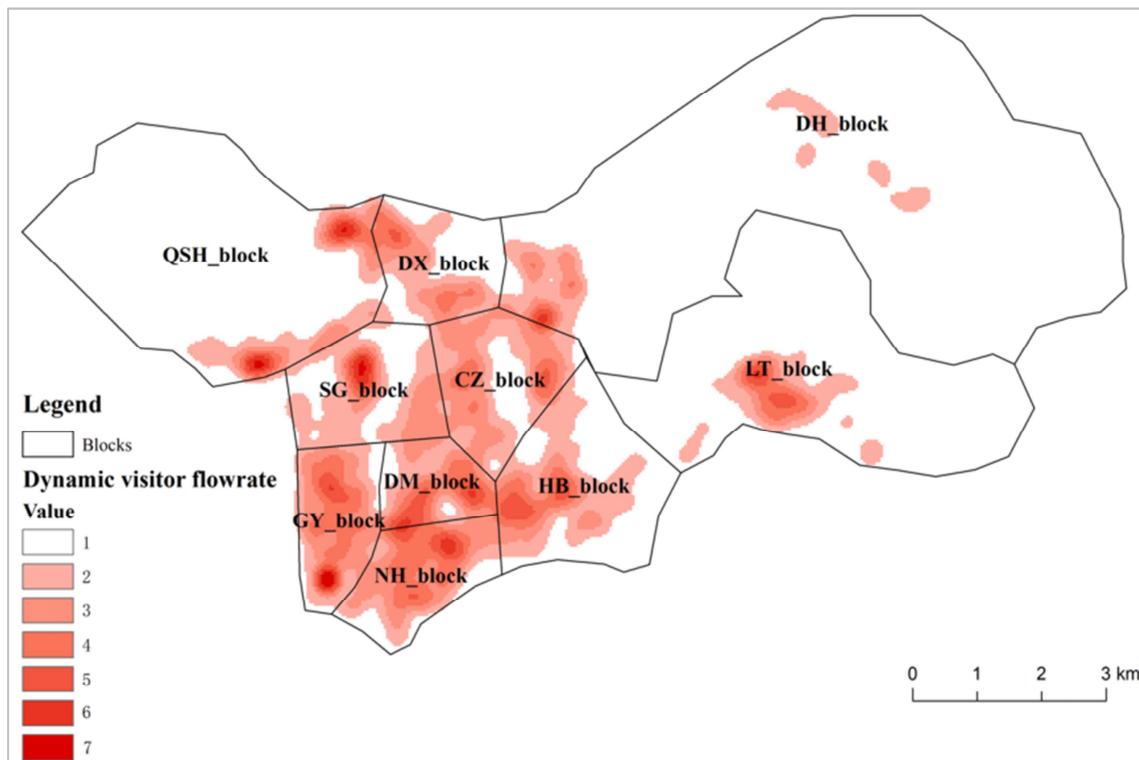 DH_block
QSH_block
DX_block
LT_block
SG_block
CZ_block
DM_block
HB_block
GY_block
NH_block
Legend
Blocks
Dynamic visitor flowrate
Value
1
2
3
4
5
6
7
0 1 2 3 km